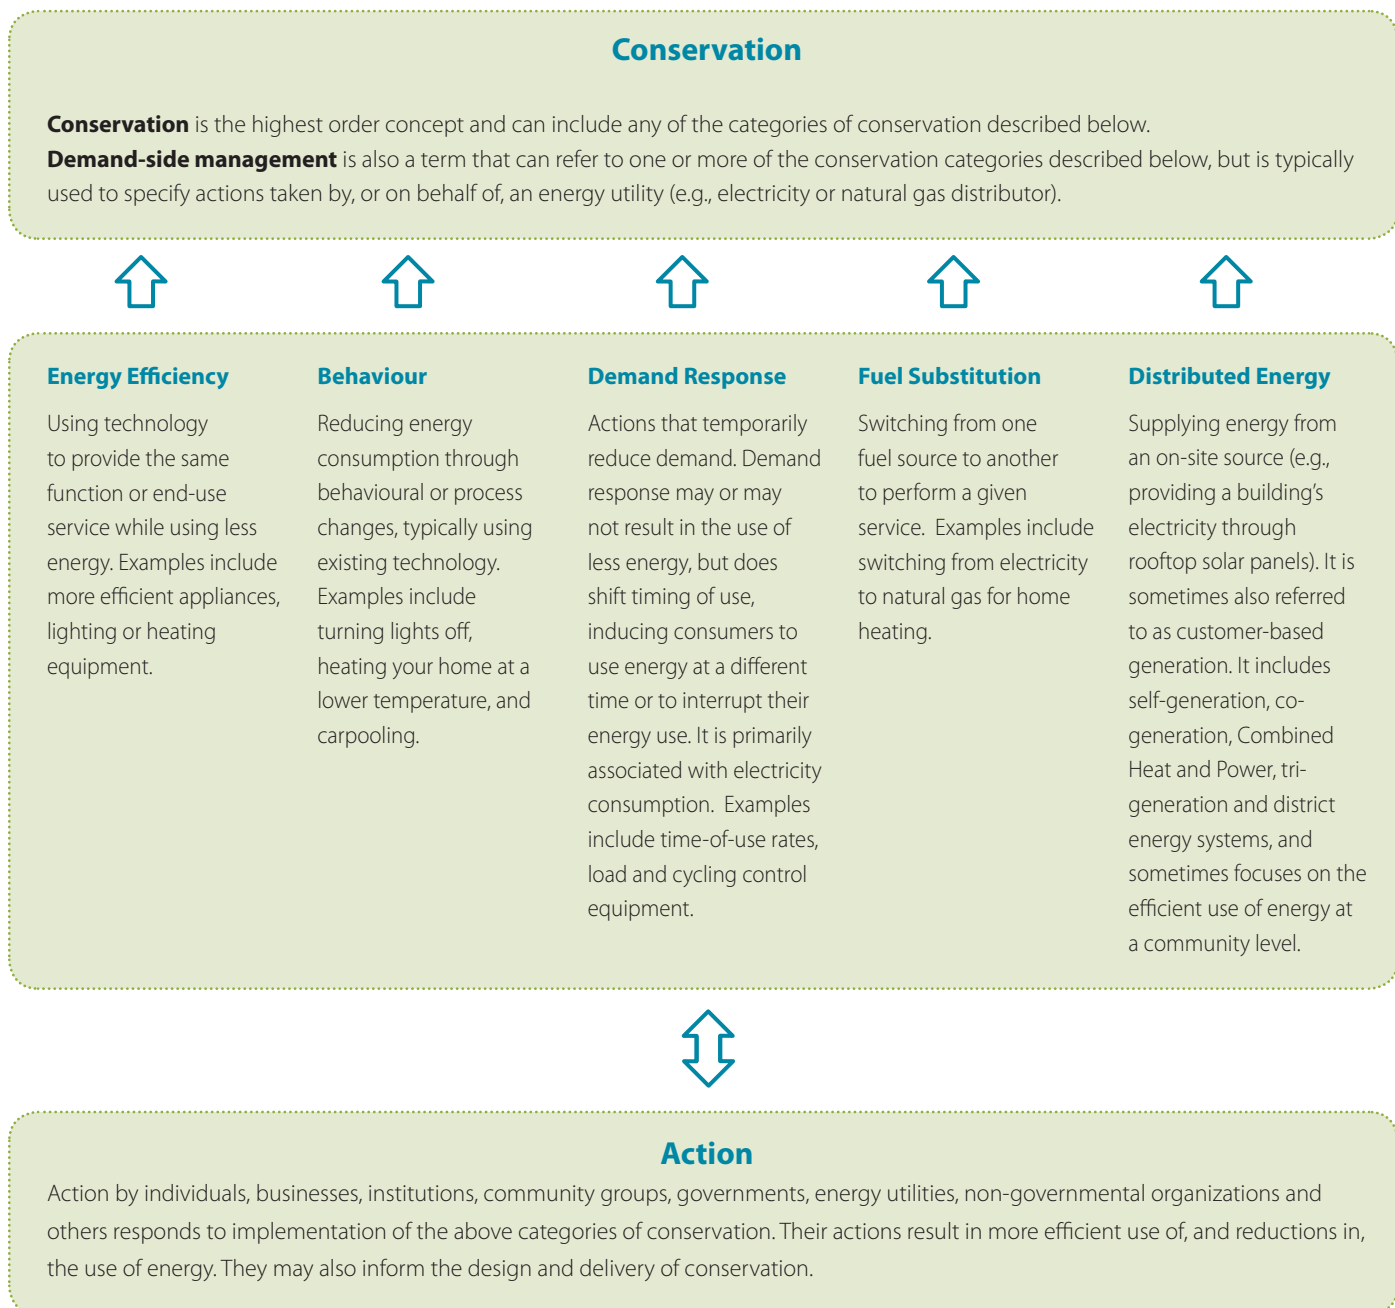 Conservation
Conservation is the highest order concept and can include any of the categories of conservation described below.
Demand-side management is also a term that can refer to one or more of the conservation categories described below, but is typically
used to specify actions taken by, or on behalf of, an energy utility (e.g., electricity or natural gas distributor).
Energy Efficiency
Using technology
to provide the same
function or end-use
service while using less
energy. Examples include
more efficient appliances,
lighting or heating
equipment.
Behaviour
Reducing energy
consumption through
behavioural or process
changes, typically using
existing technology.
Examples include
turning lights off,
heating your home at a
lower temperature, and
carpooling.
Demand Response
Actions that temporarily
reduce demand. Demand
response may or may
not result in the use of
less energy, but does
shift timing of use,
inducing consumers to
use energy at a different
time or to interrupt their
energy use. It is primarily
associated with electricity
consumption.  Examples
include time-of-use rates,
load and cycling control
equipment.
Fuel Substitution
Switching from one
fuel source to another
to perform a given
service.  Examples include
switching from electricity
to natural gas for home
heating.
Distributed Energy
Supplying energy from
an on-site source (e.g.,
providing a building's
electricity through
rooftop solar panels). It is
sometimes also referred
to as customer-based
generation. It includes
self-generation, co-
generation, Combined
Heat and Power, tri-
generation and district
energy systems, and
sometimes focuses on the
efficient use of energy at
a community level.
Action
Action by individuals, businesses, institutions, community groups, governments, energy utilities, non-governmental organizations and
others responds to implementation of the above categories of conservation. Their actions result in more efficient use of, and reductions in,
the use of energy. They may also inform the design and delivery of conservation.